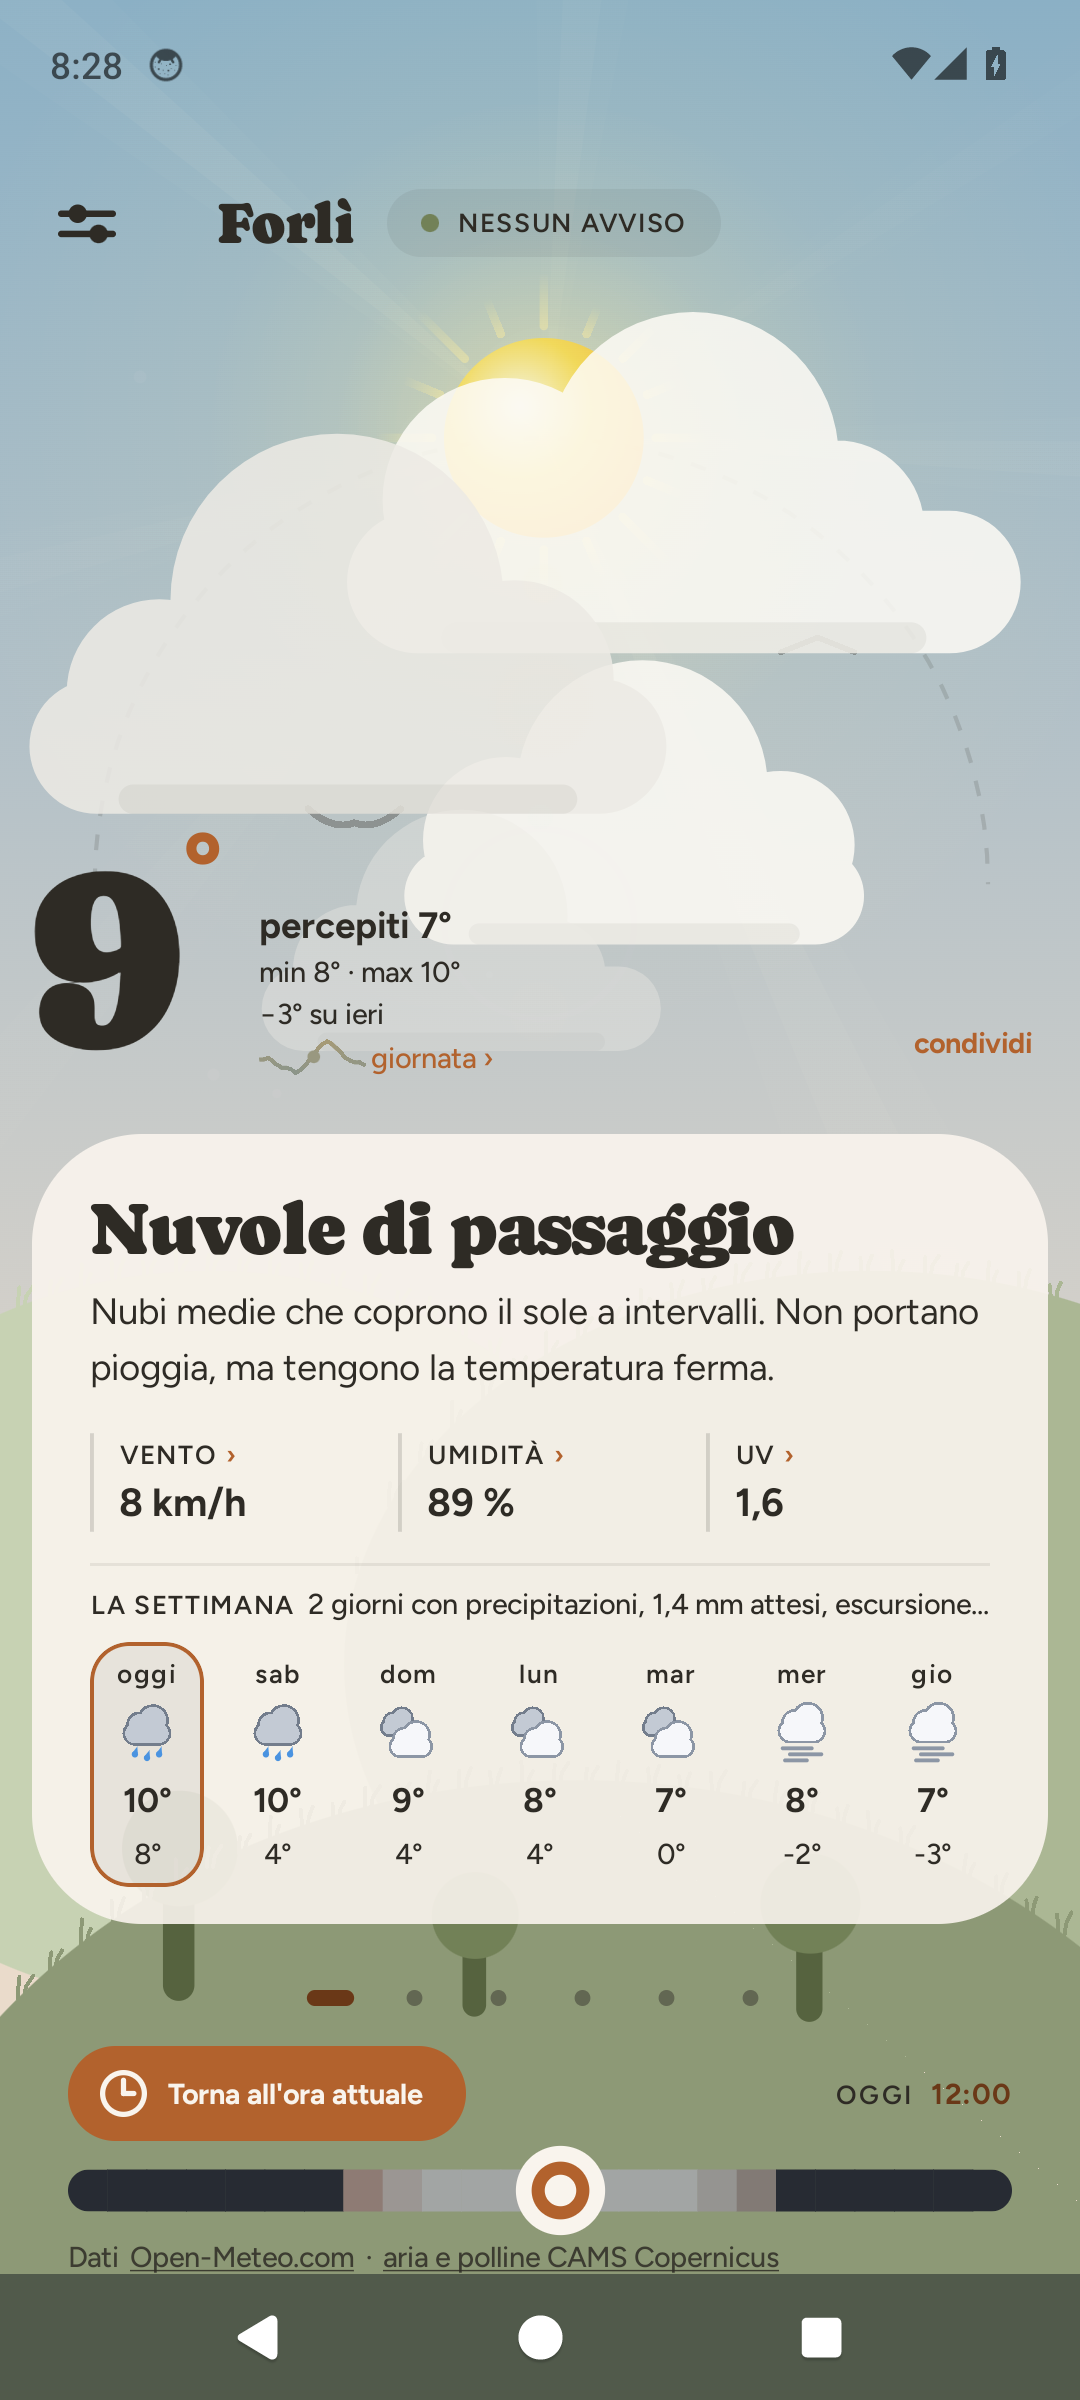 8:28
Forlì
NESSUN AVVISO
9°
percepiti 7°
min 8° · max 10°
−3° su ieri
giornata ›
condividi
Nuvole di passaggio
Nubi medie che coprono il sole a intervalli. Non portano
pioggia, ma tengono la temperatura ferma.
VENTO › UMIDITÀ › UV ›
8 km/h 89 % 1,6
LA SETTIMANA 2 giorni con precipitazioni, 1,4 mm attesi, escursione...
oggi sab dom lun mar mer gio
10° 10° 9° 8° 7° 8° 7°
8° 4° 4° 4° 0° -2° -3°
Torna all'ora attuale
OGGI 12:00
Dati Open-Meteo.com · aria e polline CAMS Copernicus